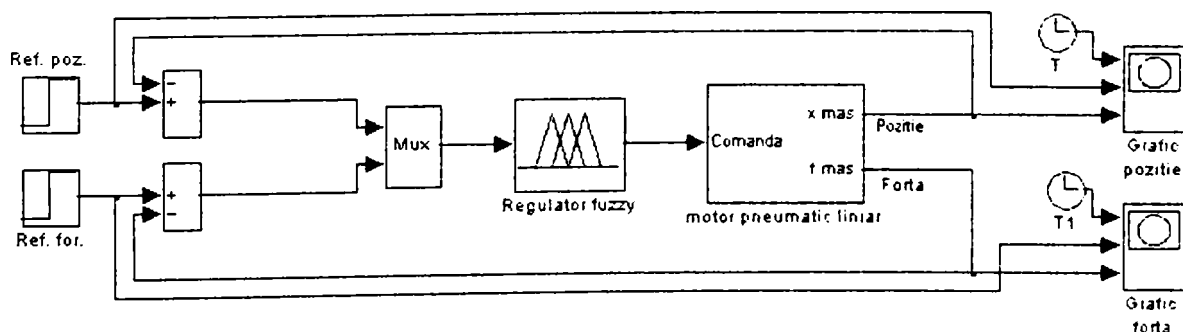 Ref. poz.
−
+
+
−
Ref. for.
Mux
Regulator fuzzy
Comanda
x mas
f mas
motor pneumatic liniar
Pozitie
Forta
T
Grafic
pozitie
T1
Grafic
forta